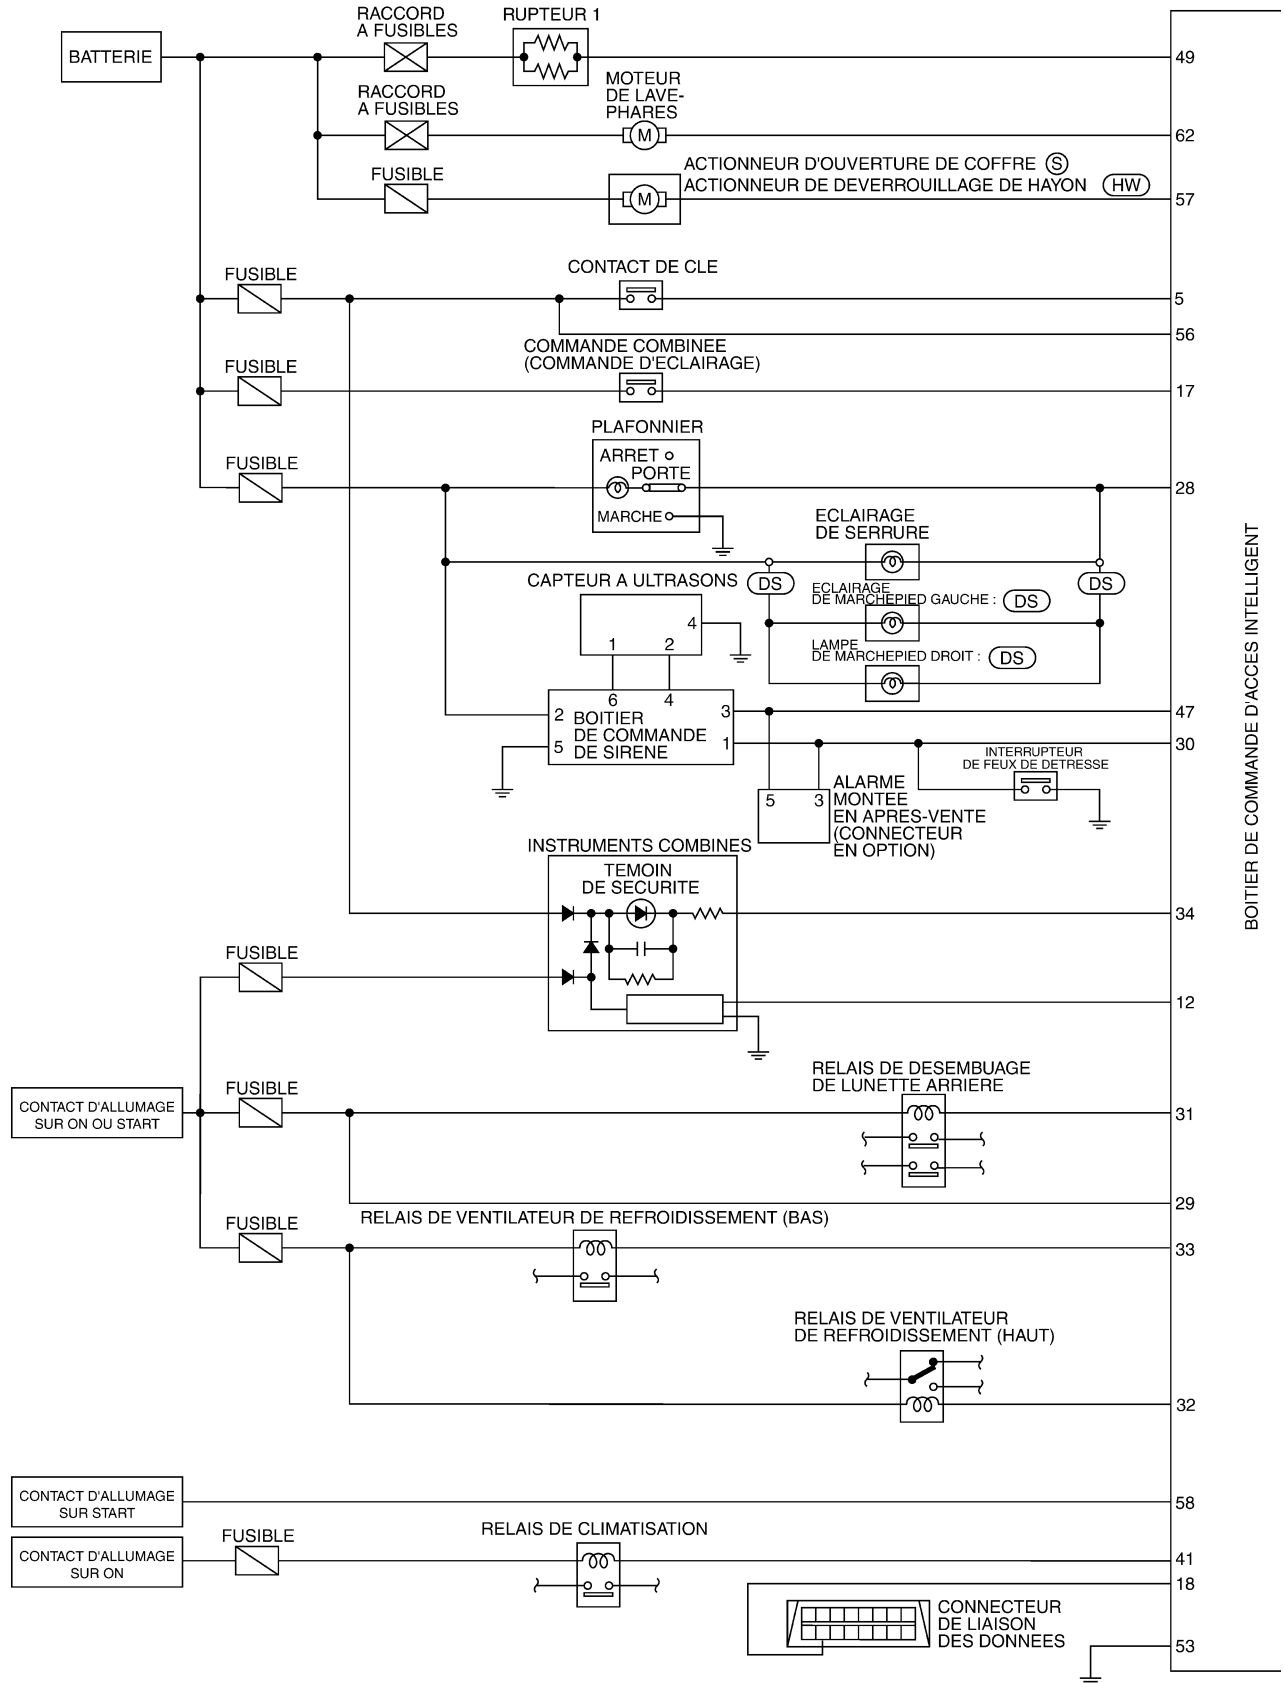 RACCORD
A FUSIBLES
RUPTEUR 1
BATTERIE
49
RACCORD
A FUSIBLES
MOTEUR
DE LAVE-
PHARES
M
62
FUSIBLE
ACTIONNEUR D'OUVERTURE DE COFFRE S
ACTIONNEUR DE DEVERROUILLAGE DE HAYON HW
M
57
FUSIBLE
CONTACT DE CLE
5
56
FUSIBLE
COMMANDE COMBINEE
(COMMANDE D'ECLAIRAGE)
17
FUSIBLE
PLAFONNIER
ARRET
PORTE
MARCHE
28
ECLAIRAGE
DE SERRURE
DS
DS
ECLAIRAGE
DE MARCHEPIED GAUCHE : DS
LAMPE
DE MARCHEPIED DROIT : DS
CAPTEUR A ULTRASONS
4
1 2
6 4
2
5
BOITIER
DE COMMANDE
DE SIRENE
3
1
47
30
INTERRUPTEUR
DE FEUX DE DETRESSE
5 3
ALARME
MONTEE
EN APRES-VENTE
(CONNECTEUR
EN OPTION)
BOITIER DE COMMANDE D'ACCES INTELLIGENT
INSTRUMENTS COMBINES
TEMOIN
DE SECURITE
34
FUSIBLE
12
CONTACT D'ALLUMAGE
SUR ON OU START
FUSIBLE
RELAIS DE DESEMBUAGE
DE LUNETTE ARRIERE
31
29
FUSIBLE
RELAIS DE VENTILATEUR DE REFROIDISSEMENT (BAS)
33
RELAIS DE VENTILATEUR
DE REFROIDISSEMENT (HAUT)
32
CONTACT D'ALLUMAGE
SUR START
58
CONTACT D'ALLUMAGE
SUR ON
FUSIBLE
RELAIS DE CLIMATISATION
41
18
CONNECTEUR
DE LIAISON
DES DONNEES
53